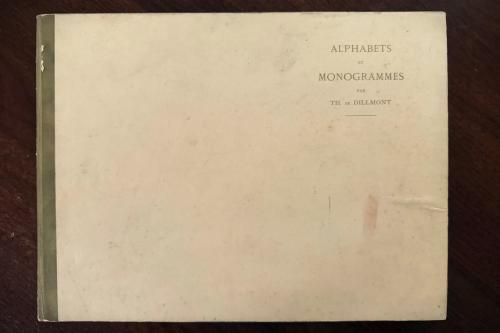 ALPHABETS
ET
MONOGRAMMES
PAR
TH. DE DILLMONT